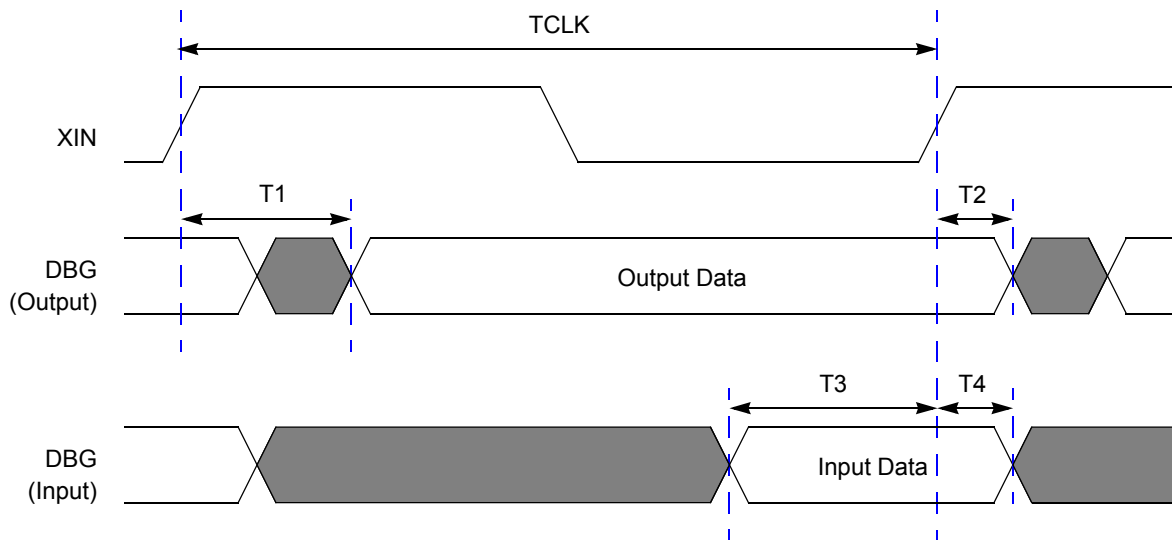 TCLK
XIN
T1
T2
DBG
(Output)
Output Data
T3
T4
DBG
(Input)
Input Data